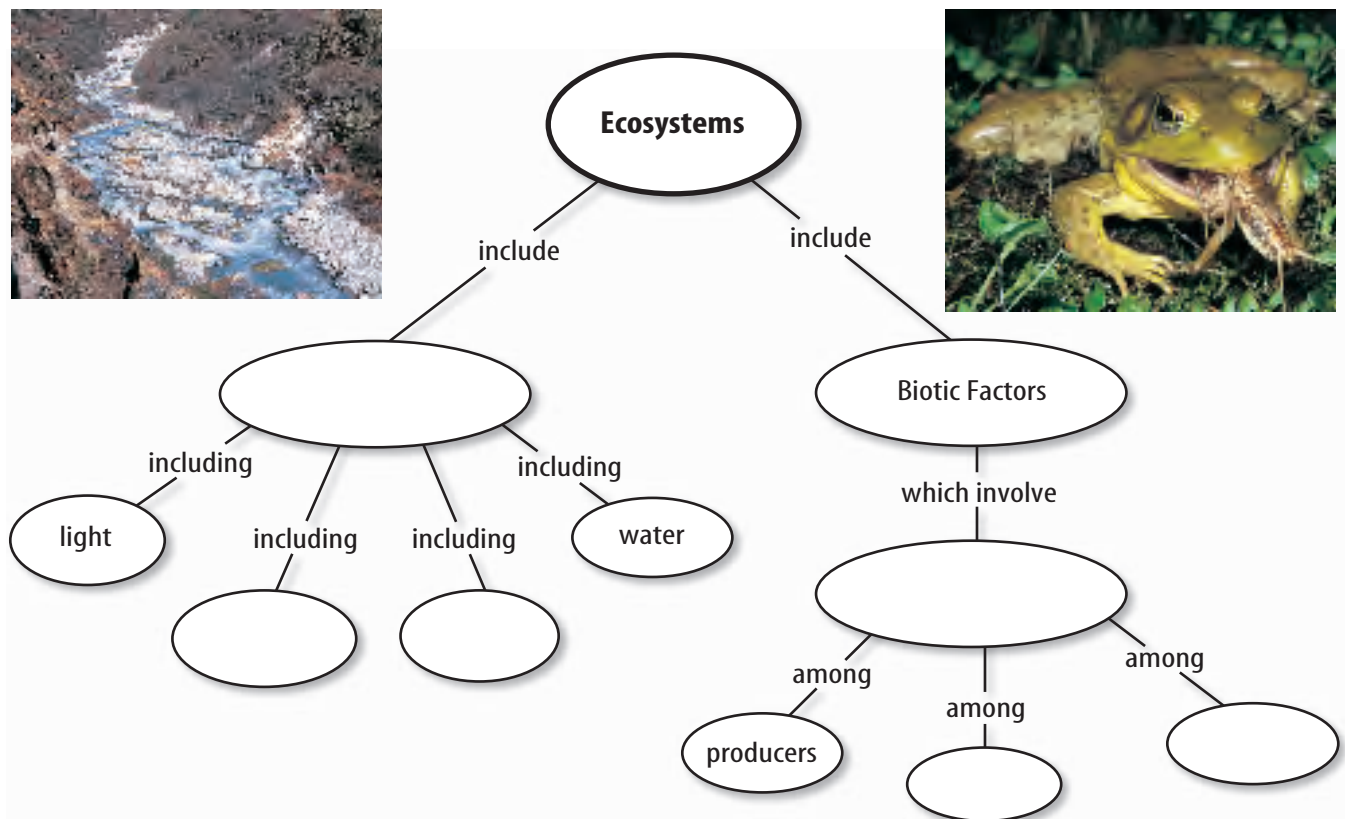 Ecosystems
include
include
Biotic Factors
including
including
including
including
light
water
which involve
among
among
among
producers